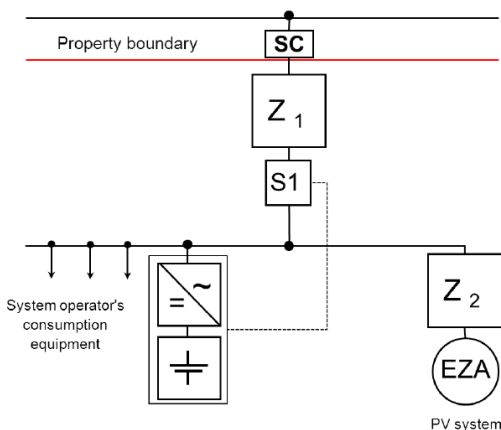 Property boundary
SC
Z 1
S1
= ~
Z 2
System operator's
consumption
equipment
EZA
PV system